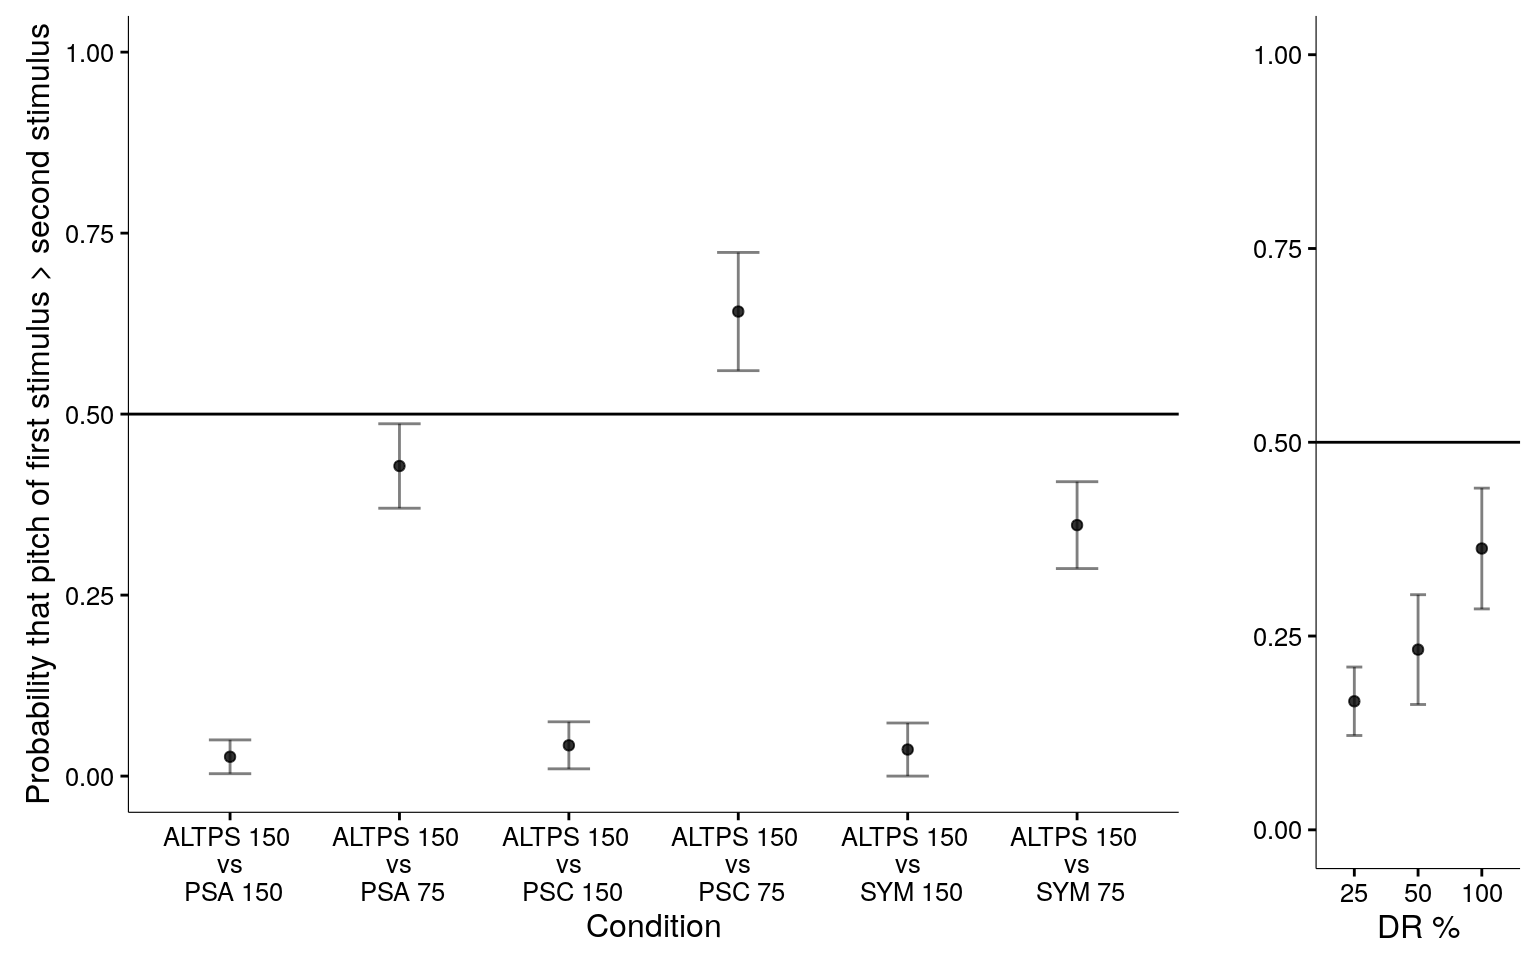 Probability that pitch of first stimulus > second stimulus
1.00
0.75
0.50
0.25
0.00
ALTPS 150
vs
PSA 150
ALTPS 150
vs
PSA 75
ALTPS 150
vs
PSC 150
ALTPS 150
vs
PSC 75
ALTPS 150
vs
SYM 150
ALTPS 150
vs
SYM 75
Condition
1.00
0.75
0.50
0.25
0.00
25 50 100
DR %